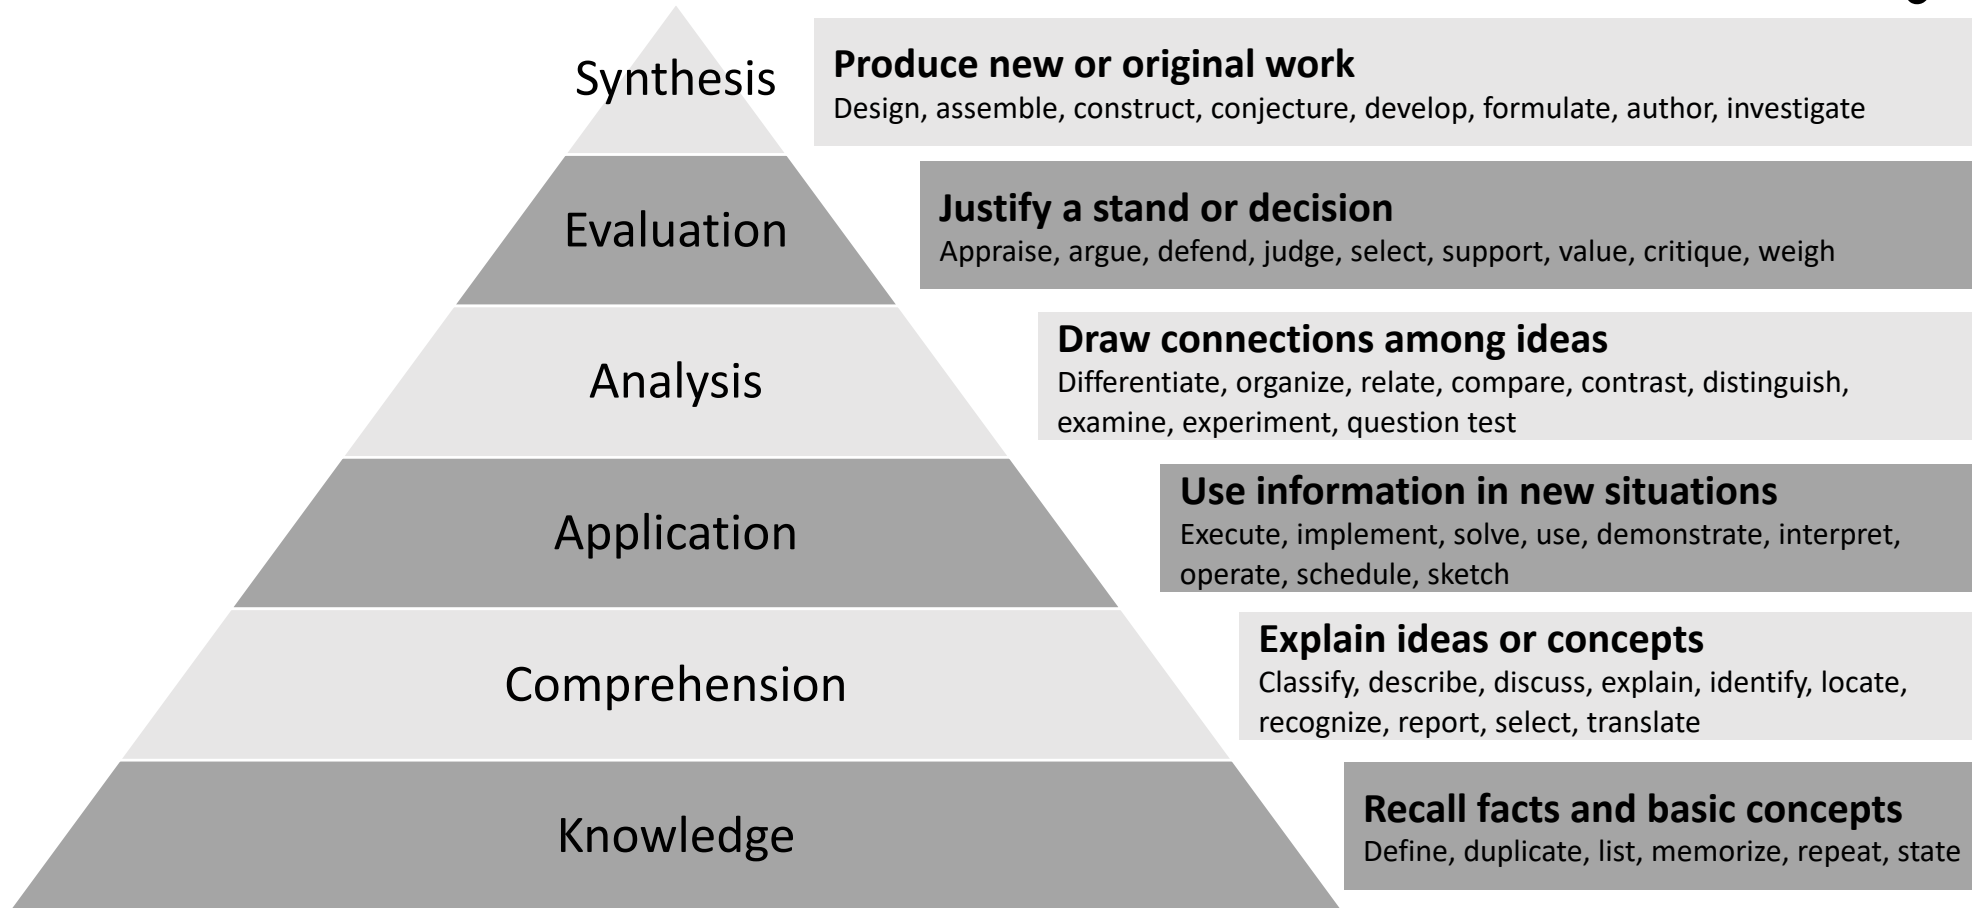 Synthesis
Produce new or original work
Design, assemble, construct, conjecture, develop, formulate, author, investigate
Evaluation
Justify a stand or decision
Appraise, argue, defend, judge, select, support, value, critique, weigh
Analysis
Draw connections among ideas
Differentiate, organize, relate, compare, contrast, distinguish,
examine, experiment, question test
Application
Use information in new situations
Execute, implement, solve, use, demonstrate, interpret,
operate, schedule, sketch
Comprehension
Explain ideas or concepts
Classify, describe, discuss, explain, identify, locate,
recognize, report, select, translate
Knowledge
Recall facts and basic concepts
Define, duplicate, list, memorize, repeat, state